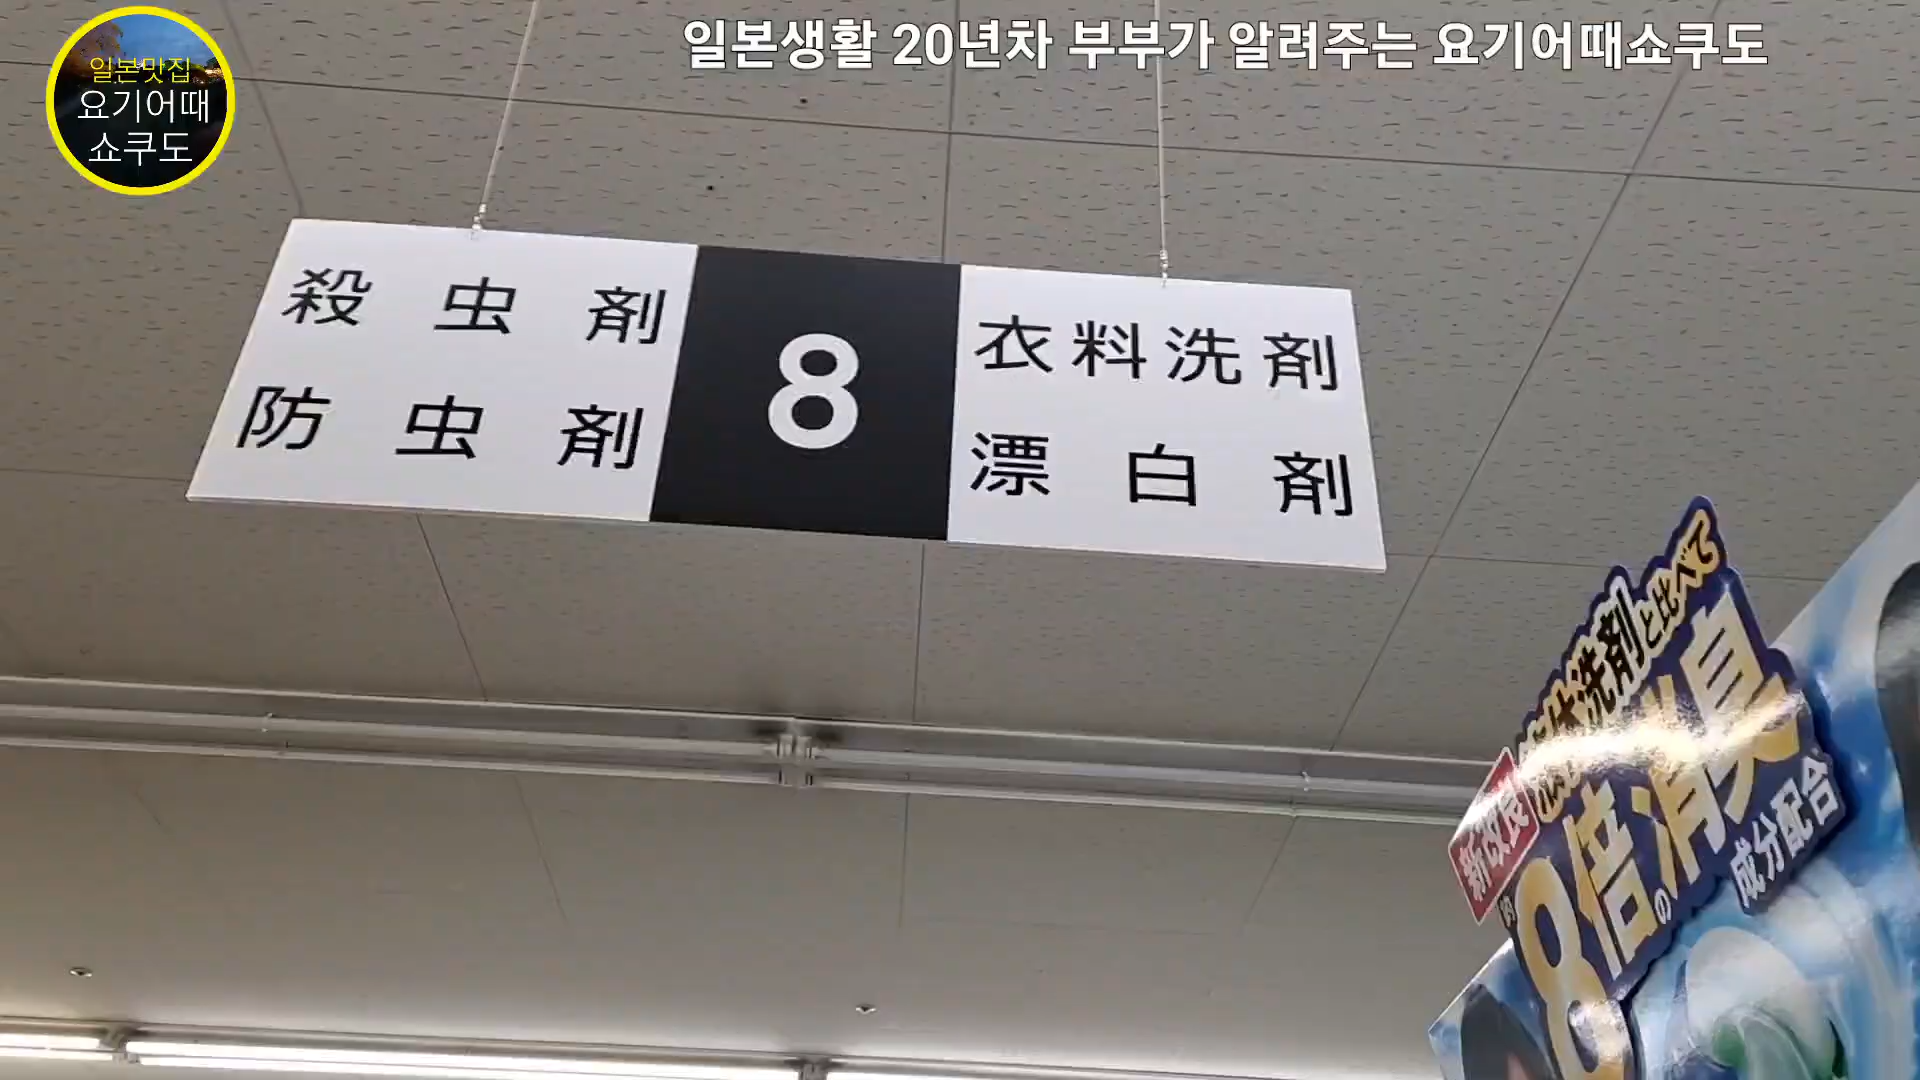 일본맛집
요기어때
쇼쿠도
일본생활 20년차 부부가 알려주는 요기어때쇼쿠도
殺虫剤
防虫剤
8
衣料洗剤
漂白剤
洗剤と比べて
新改良
約8倍の消臭
成分配合